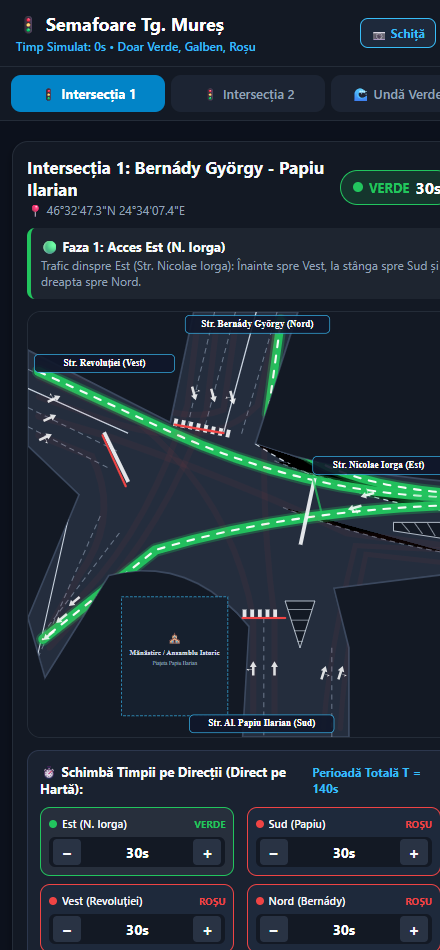 Semafoare Tg. Mureș
Timp Simulat: 0s • Doar Verde, Galben, Roșu
Schiță
Intersecția 1
Intersecția 2
Undă Verde
Intersecția 1: Bernády György - Papiu
Ilarian
46°32'47.3"N 24°34'07.4"E
VERDE 30s
Faza 1: Acces Est (N. Iorga)
Trafic dinspre Est (Str. Nicolae Iorga): Înainte spre Vest, la stânga spre Sud și
dreapta spre Nord.
Str. Bernády György (Nord)
Str. Revoluției (Vest)
Str. Nicolae Iorga (Est)
Mănăstire / Ansamblu Istoric
Piațeta Papiu Ilarian
Str. Al. Papiu Ilarian (Sud)
Schimbă Timpii pe Direcții (Direct pe
Hartă):
Perioadă Totală T =
140s
Est (N. Iorga) VERDE
− 30s +
Sud (Papiu) ROȘU
− 30s +
Vest (Revoluției) ROȘU
− 30s +
Nord (Bernády) ROȘU
− 30s +